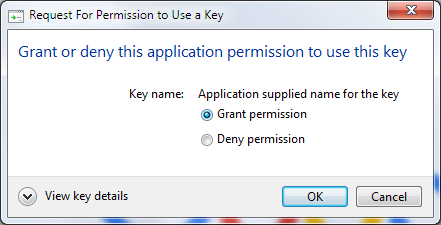 Request For Permission to Use a Key
Grant or deny this application permission to use this key
Key name: Application supplied name for the key
Grant permission
Deny permission
View key details OK Cancel